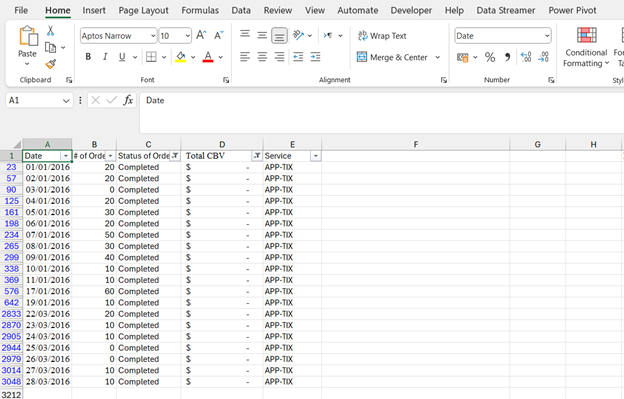 File Home Insert Page Layout Formulas Data Review View Automate Developer Help Data Streamer Power Pivot
Aptos Narrow 10 A^ A˅ ab Wrap Text Date
Paste B I U A Merge & Center $ % 9 Conditional
Formatting
Clipboard Font Alignment Number
A1 fx Date
A B C D E F G H
1 Date # of Orde Status of Orde Total CBV Service
23 01/01/2016 20 Completed $ - APP-TIX
57 02/01/2016 20 Completed $ - APP-TIX
90 03/01/2016 0 Completed $ - APP-TIX
125 04/01/2016 20 Completed $ - APP-TIX
161 05/01/2016 30 Completed $ - APP-TIX
198 06/01/2016 20 Completed $ - APP-TIX
234 07/01/2016 50 Completed $ - APP-TIX
265 08/01/2016 30 Completed $ - APP-TIX
299 09/01/2016 40 Completed $ - APP-TIX
338 10/01/2016 10 Completed $ - APP-TIX
369 11/01/2016 10 Completed $ - APP-TIX
576 17/01/2016 60 Completed $ - APP-TIX
642 19/01/2016 10 Completed $ - APP-TIX
2833 22/03/2016 20 Completed $ - APP-TIX
2870 23/03/2016 10 Completed $ - APP-TIX
2905 24/03/2016 10 Completed $ - APP-TIX
2944 25/03/2016 0 Completed $ - APP-TIX
2979 26/03/2016 0 Completed $ - APP-TIX
3014 27/03/2016 10 Completed $ - APP-TIX
3048 28/03/2016 10 Completed $ - APP-TIX
3212